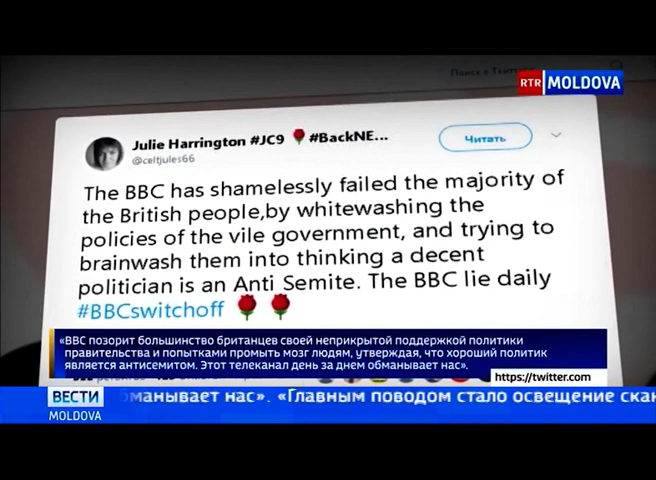 Поиск в Твиттере
RTR MOLDOVA
Julie Harrington #JC9 🌹#BackNE...
@celtjules66
Читать
The BBC has shamelessly failed the majority of
the British people,by whitewashing the
policies of the vile government, and trying to
brainwash them into thinking a decent
politician is an Anti Semite. The BBC lie daily
#BBCswitchoff 🌹 🌹
«BBC позорит большинство британцев своей неприкрытой поддержкой политики
правительства и попытками промыть мозг людям, утверждая, что хороший политик
является антисемитом. Этот телеканал день за днем обманывает нас».
https://twitter.com
ВЕСТИ
MOLDOVA
бманывает нас». «Главным поводом стало освещение скан